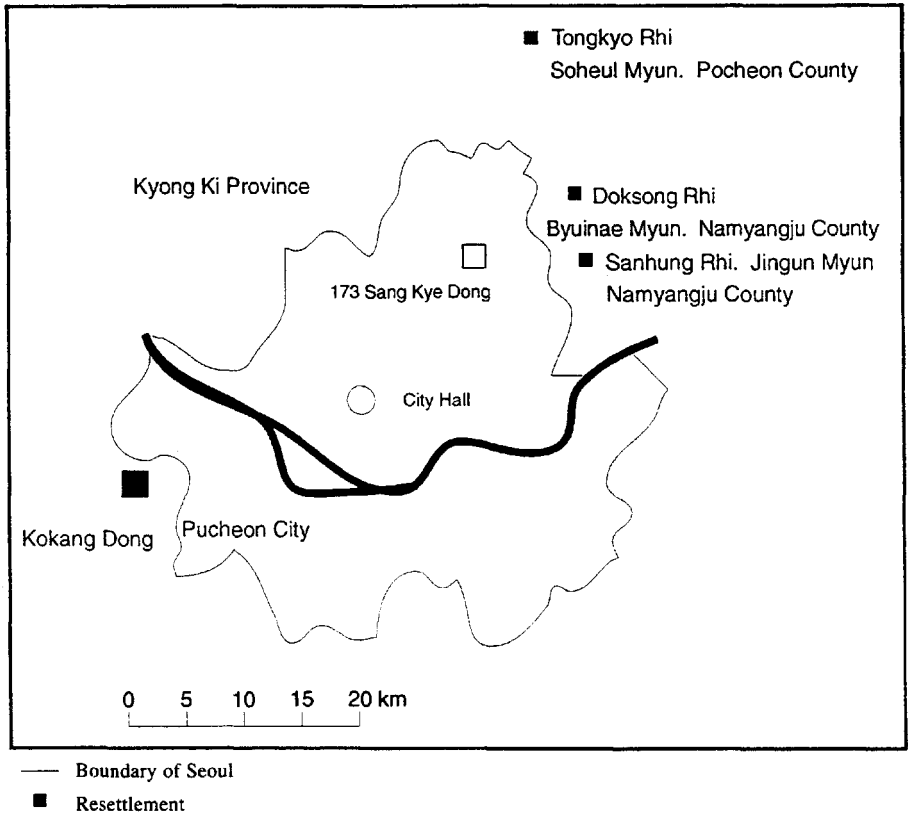 Tongkyo Rhi
Soheul Myun. Pocheon County
Kyong Ki Province
Doksong Rhi
Byuinae Myun. Namyangju County
Sanhung Rhi. Jingun Myun
Namyangju County
173 Sang Kye Dong
City Hall
Kokang Dong
Pucheon City
0 5 10 15 20 km
Boundary of Seoul
Resettlement